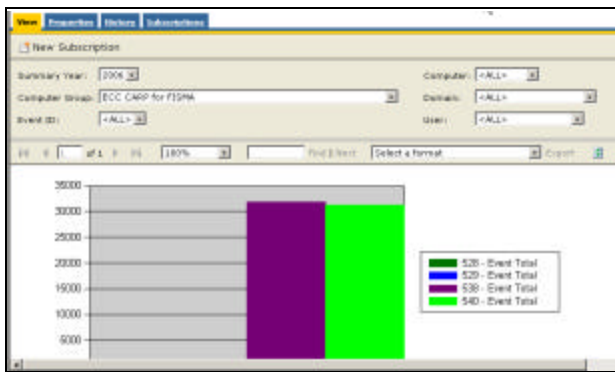 View Properties History Subscriptions
New Subscription
Summary Year: 2006 Computer: <ALL>
Computer Group: ECC CARP for FISMA Domain: <ALL>
Event ID: <ALL> User: <ALL>
1 of 1 100% Find | Next Select a format Export
35000
30000
25000
20000
15000
10000
5000
528 - Event Total
529 - Event Total
538 - Event Total
540 - Event Total